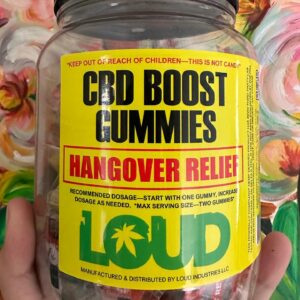 "KEEP OUT OF REACH OF CHILDREN—THIS IS NOT CANDY"
CBD BOOST
GUMMIES
HANGOVER RELIEF
RECOMMENDED DOSAGE—START WITH ONE GUMMY, INCREASE
DOSAGE AS NEEDED. *MAX SERVING SIZE—TWO GUMMIES*
LOUD
MANUFACTURED & DISTRIBUTED BY LOUD INDUSTRIES LLC